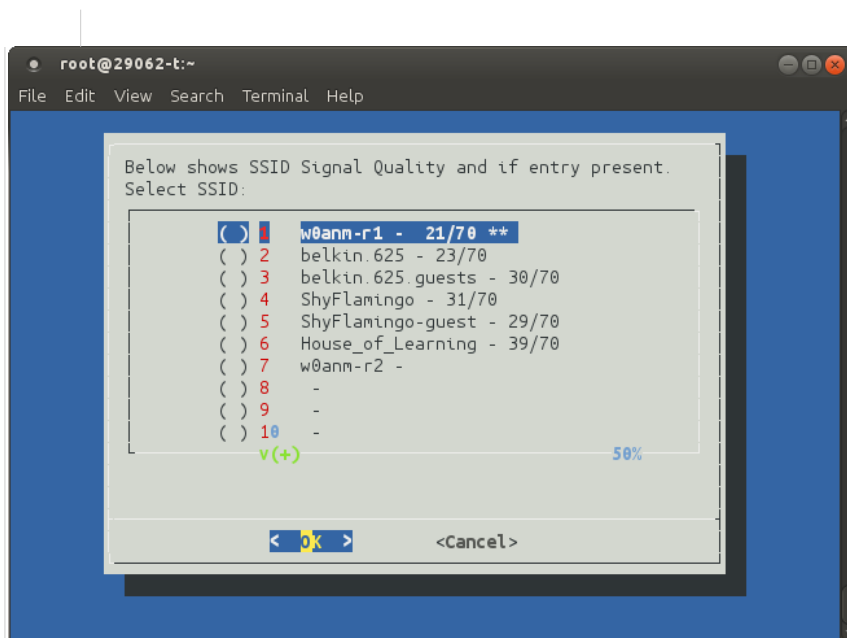 root@29062-t:~
File Edit View Search Terminal Help
Below shows SSID Signal Quality and if entry present.
Select SSID:
( ) 1 w0anm-r1 - 21/70 **
( ) 2 belkin.625 - 23/70
( ) 3 belkin.625.guests - 30/70
( ) 4 ShyFlamingo - 31/70
( ) 5 ShyFlamingo-guest - 29/70
( ) 6 House_of_Learning - 39/70
( ) 7 w0anm-r2 -
( ) 8 -
( ) 9 -
( ) 10 -
v(+) 50%
< OK > <Cancel>